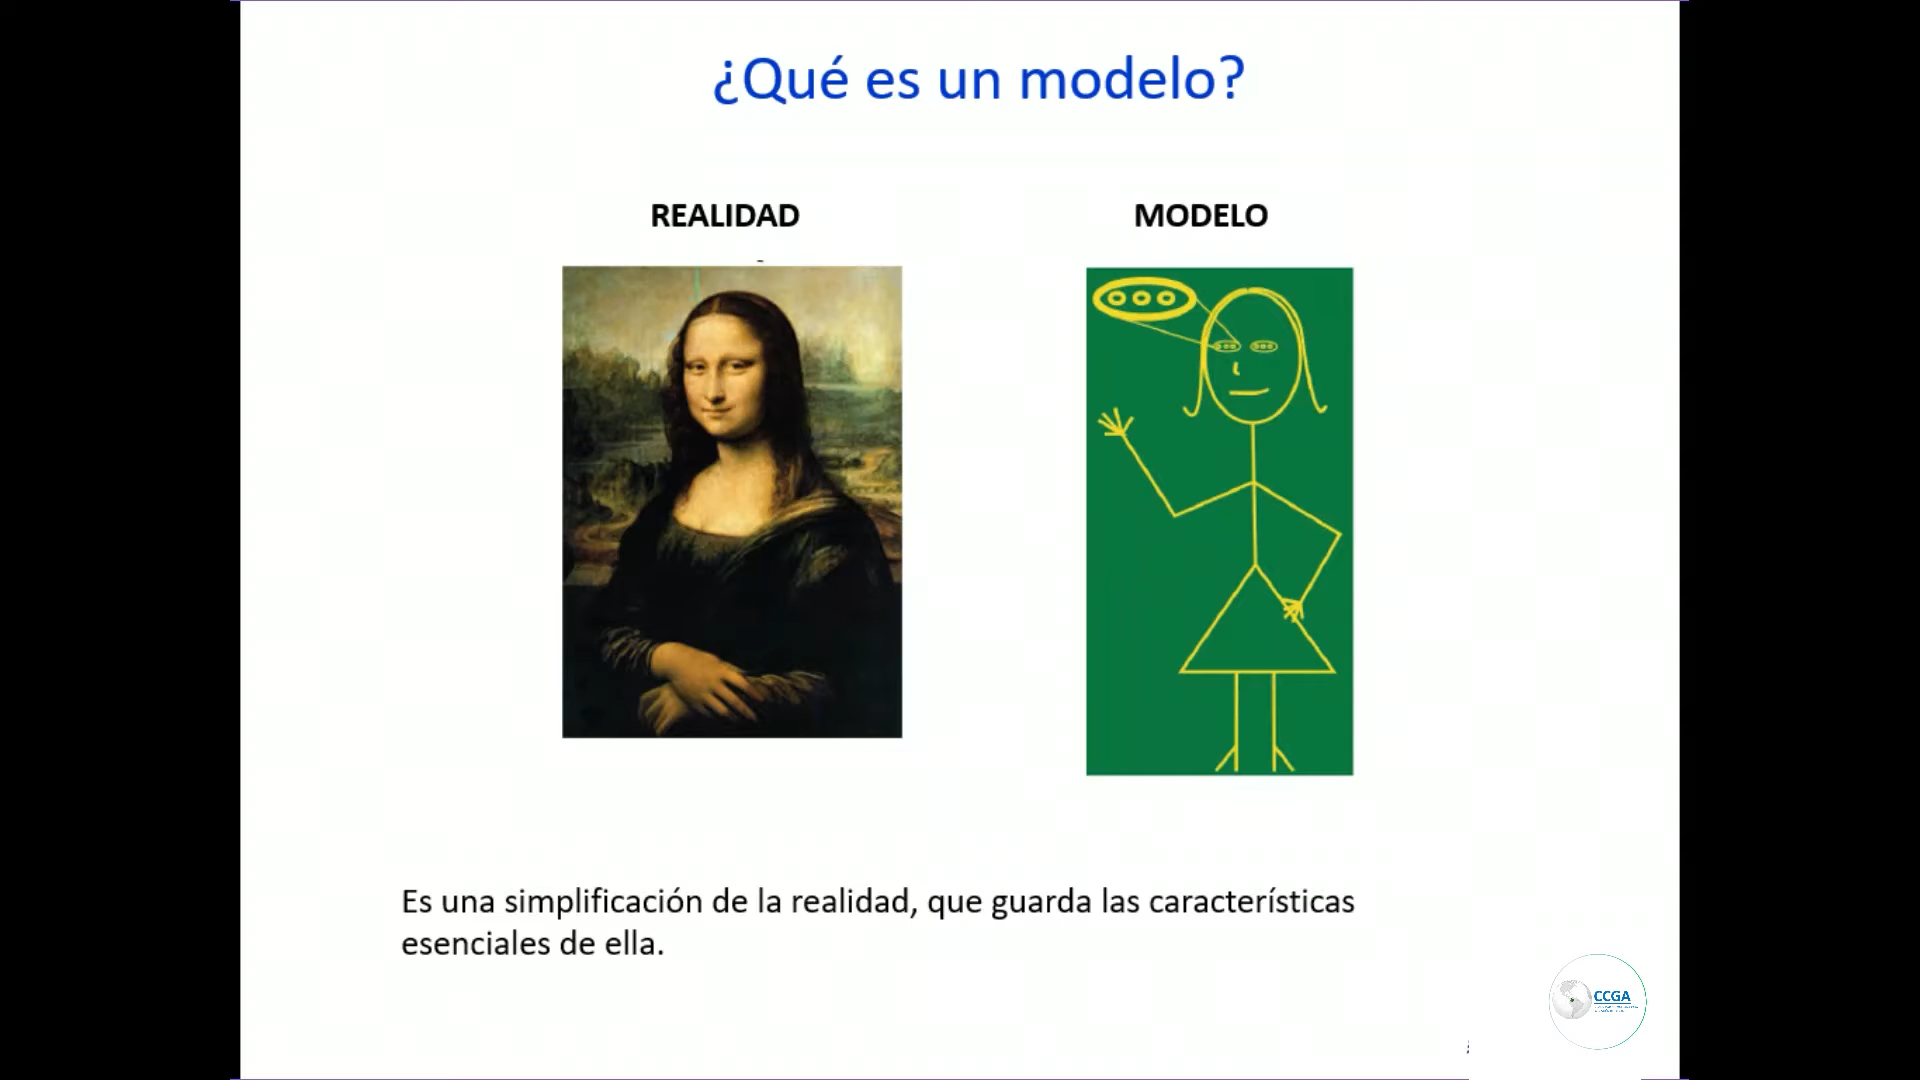 ¿Qué es un modelo?
REALIDAD
MODELO
Es una simplificación de la realidad, que guarda las características
esenciales de ella.
CCGA